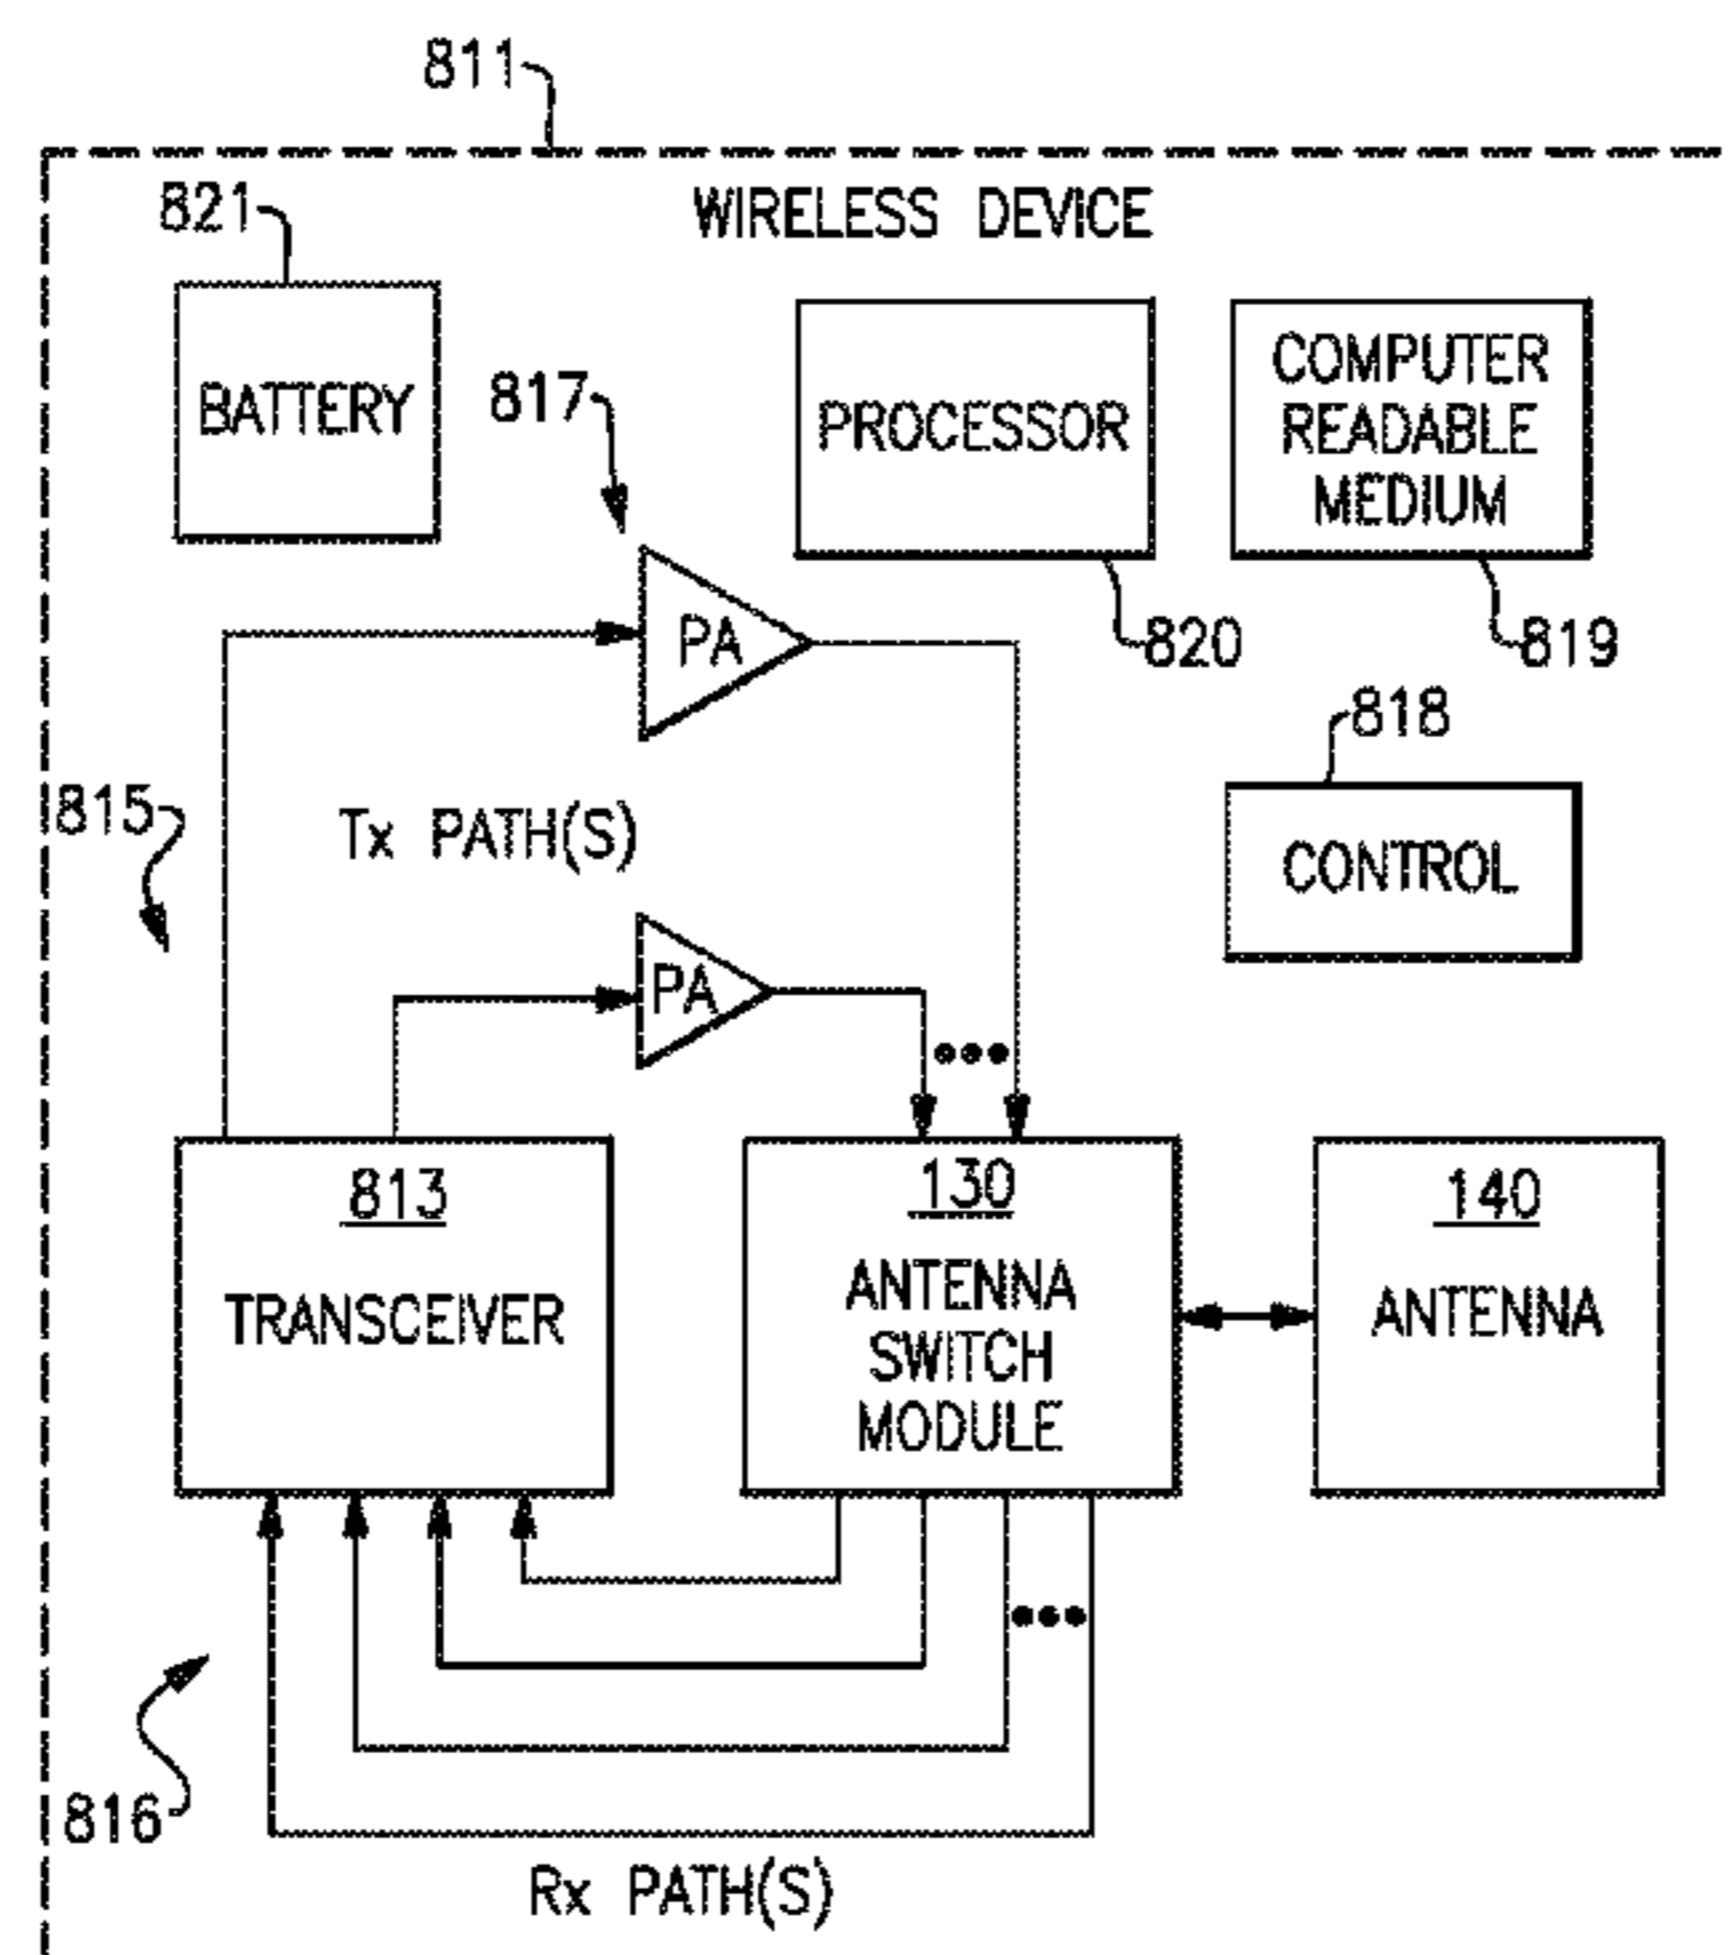 811
WIRELESS DEVICE
821
BATTERY
817
PROCESSOR
COMPUTER
READABLE
MEDIUM
820
819
PA
818
CONTROL
815
Tx PATH(S)
PA
813
TRANSCEIVER
130
ANTENNA
SWITCH
MODULE
140
ANTENNA
816
Rx PATH(S)